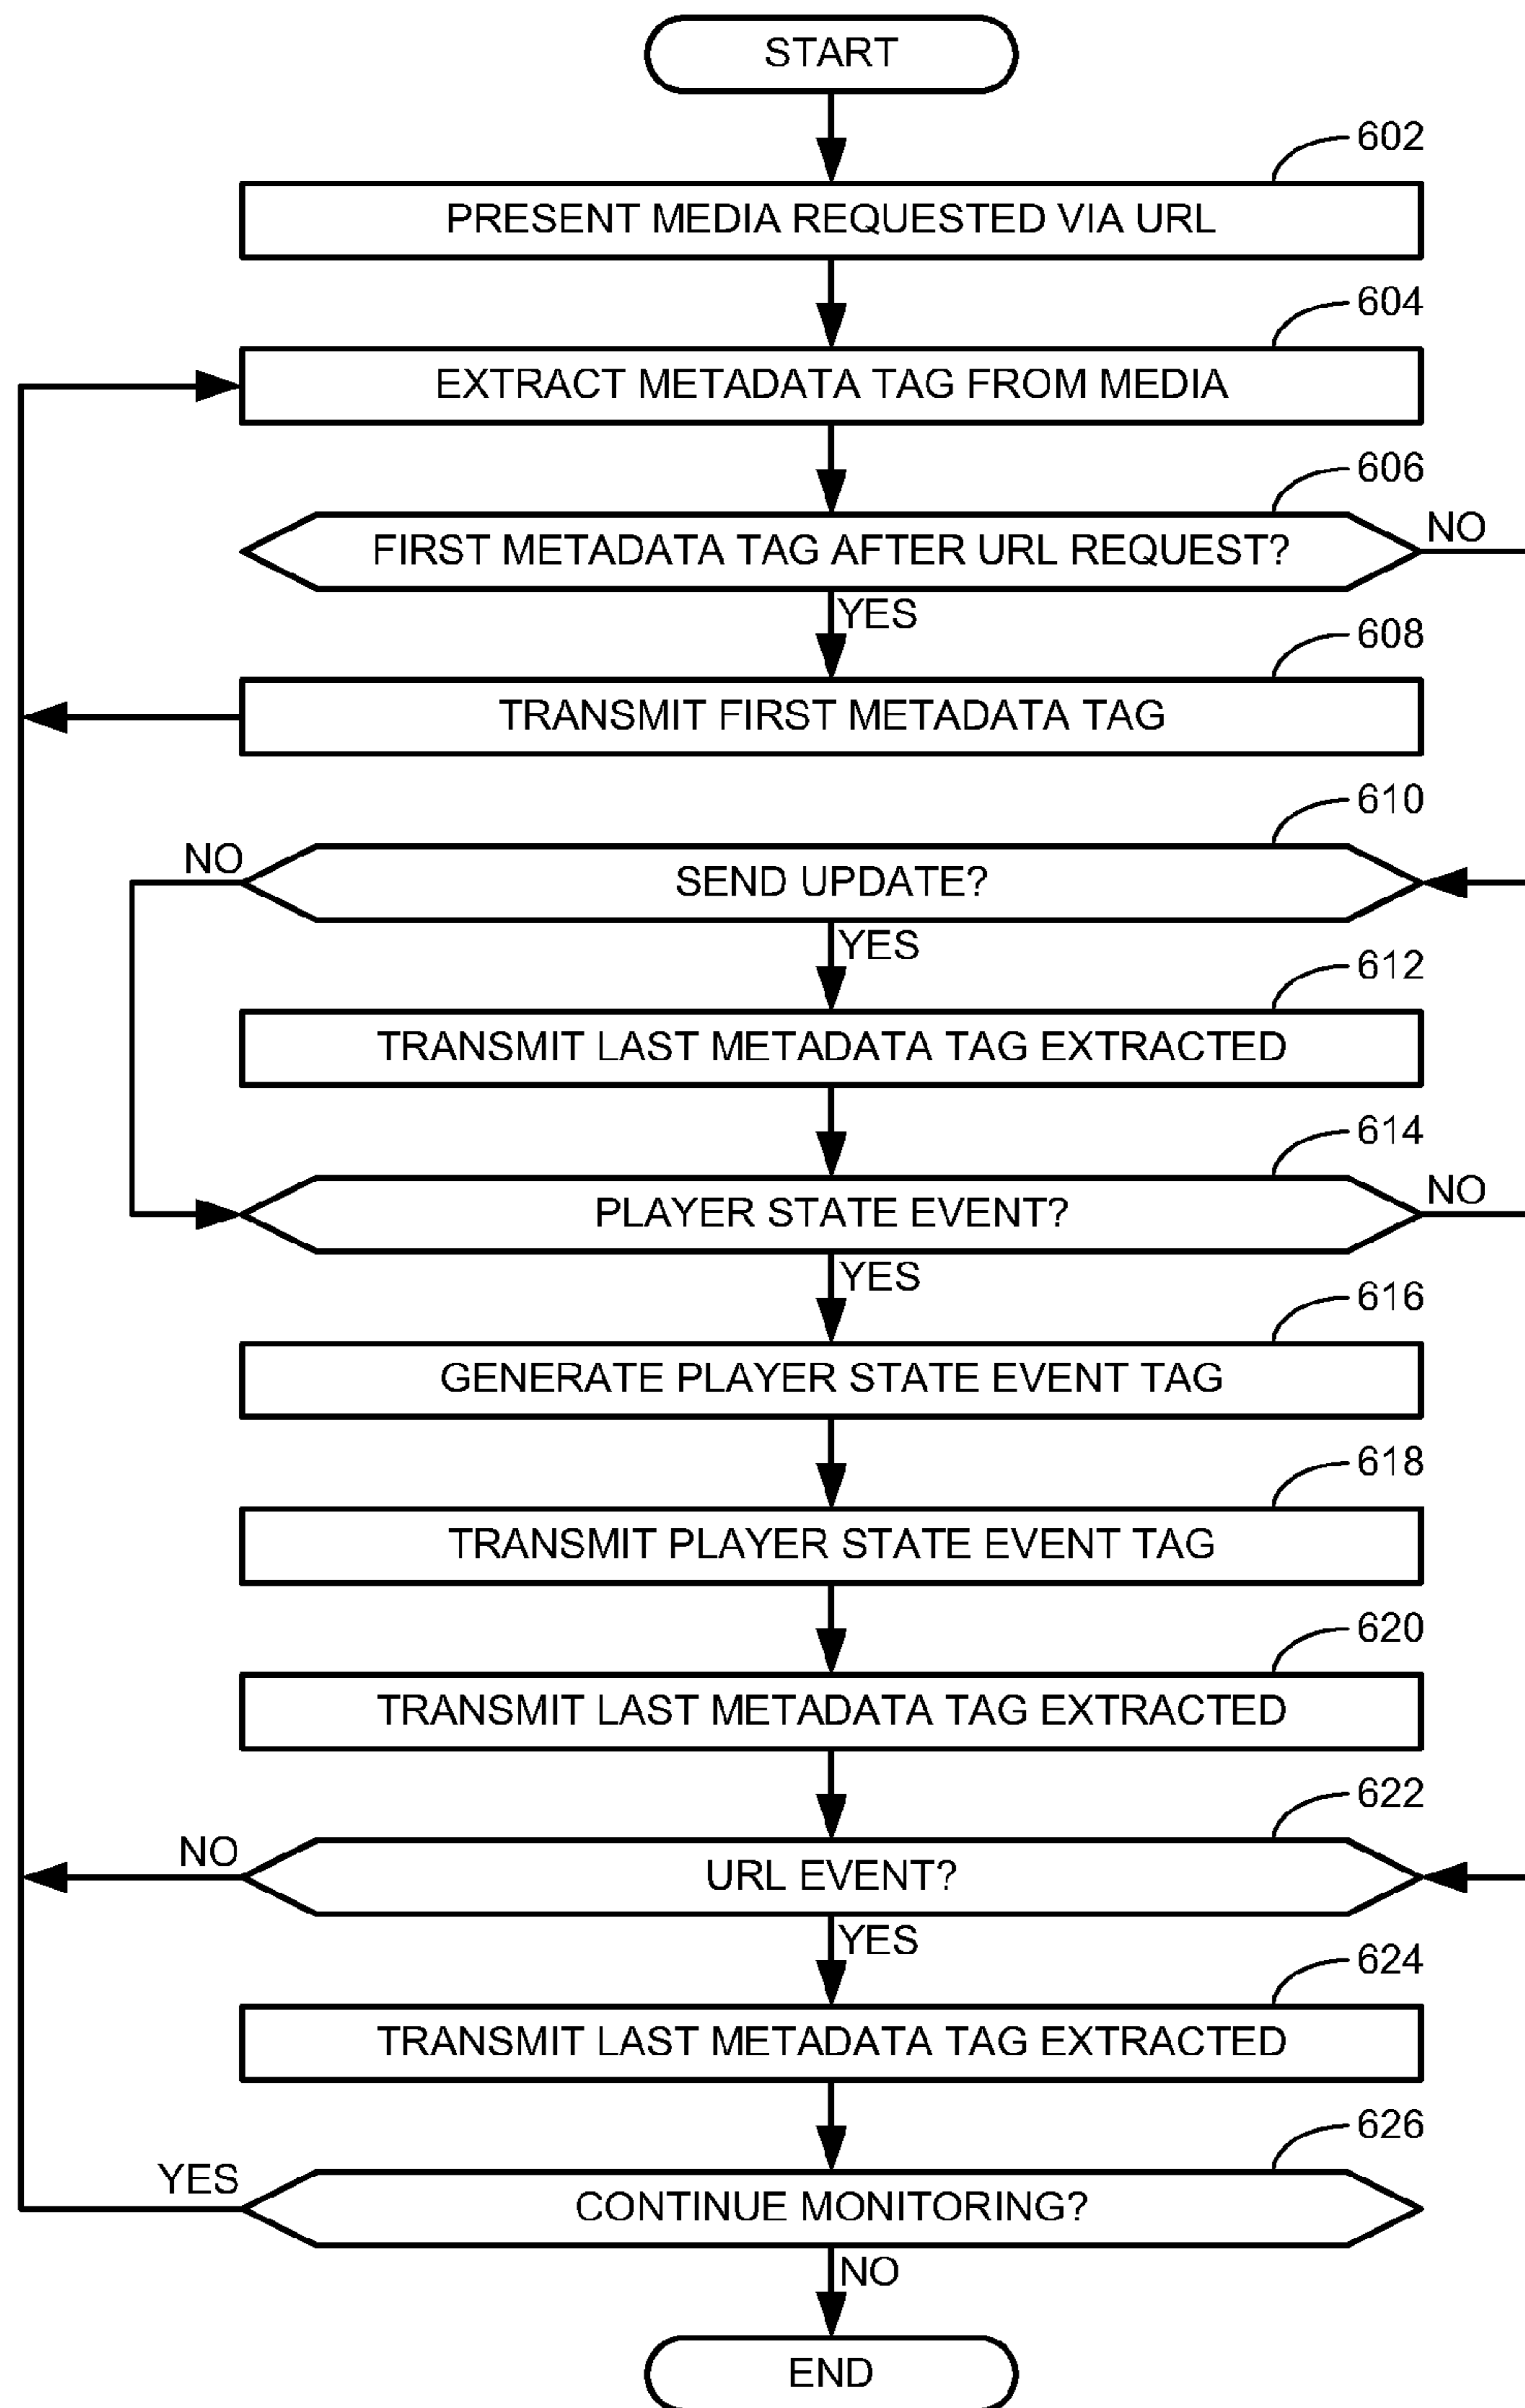 START
602
PRESENT MEDIA REQUESTED VIA URL
604
EXTRACT METADATA TAG FROM MEDIA
606
FIRST METADATA TAG AFTER URL REQUEST?
NO
YES
608
TRANSMIT FIRST METADATA TAG
610
NO
SEND UPDATE?
YES
612
TRANSMIT LAST METADATA TAG EXTRACTED
614
PLAYER STATE EVENT?
NO
YES
616
GENERATE PLAYER STATE EVENT TAG
618
TRANSMIT PLAYER STATE EVENT TAG
620
TRANSMIT LAST METADATA TAG EXTRACTED
622
NO
URL EVENT?
YES
624
TRANSMIT LAST METADATA TAG EXTRACTED
626
YES
CONTINUE MONITORING?
NO
END